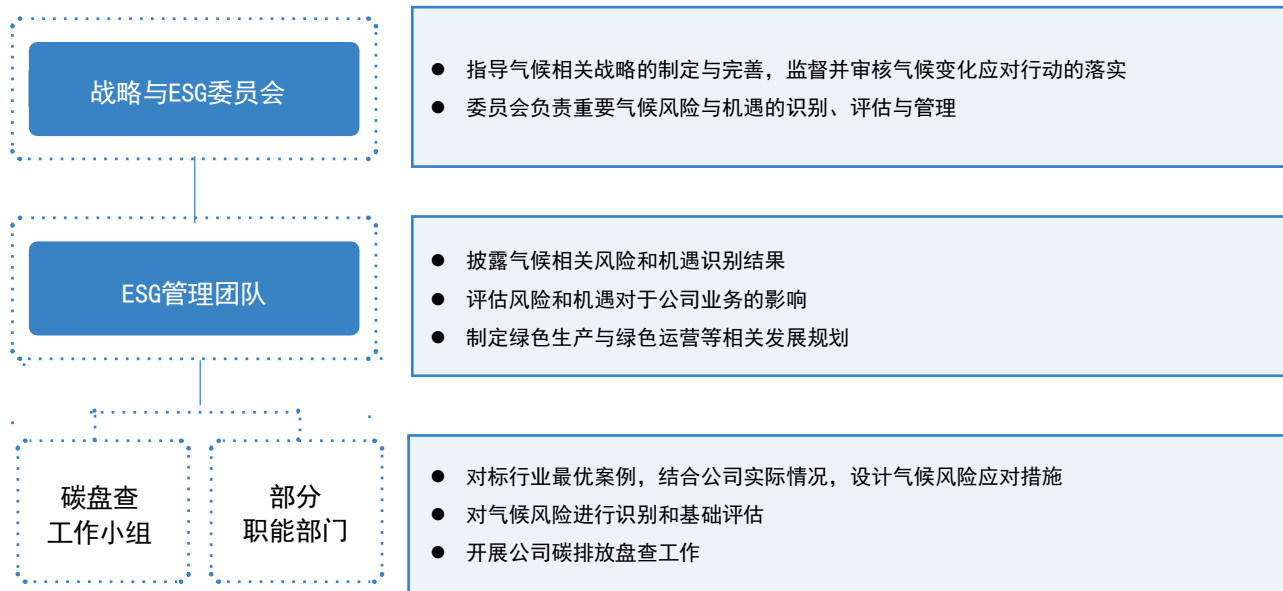 战略与ESG委员会
● 指导气候相关战略的制定与完善，监督并审核气候变化应对行动的落实
● 委员会负责重要气候风险与机遇的识别、评估与管理
ESG管理团队
● 披露气候相关风险和机遇识别结果
● 评估风险和机遇对于公司业务的影响
● 制定绿色生产与绿色运营等相关发展规划
碳盘查
工作小组
部分
职能部门
● 对标行业最优案例，结合公司实际情况，设计气候风险应对措施
● 对气候风险进行识别和基础评估
● 开展公司碳排放盘查工作